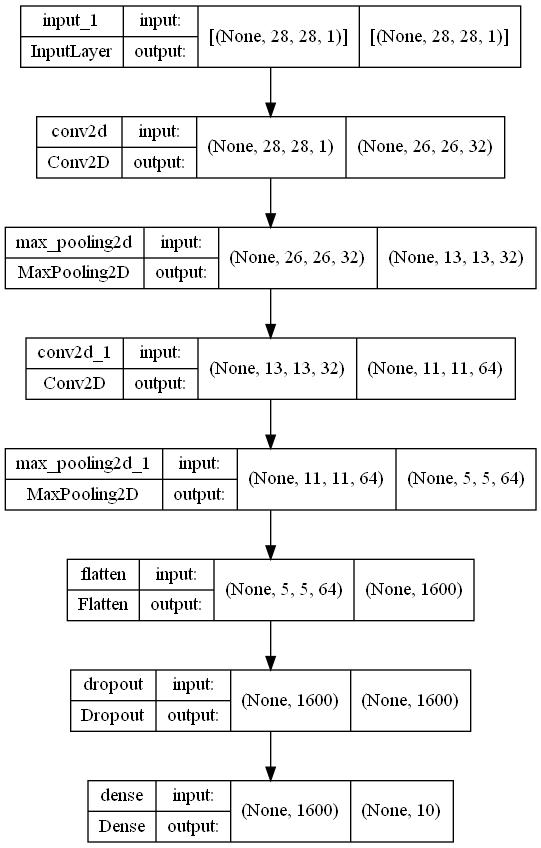 input_1 input: [(None, 28, 28, 1)] [(None, 28, 28, 1)]
InputLayer output:
conv2d input: (None, 28, 28, 1) (None, 26, 26, 32)
Conv2D output:
max_pooling2d input: (None, 26, 26, 32) (None, 13, 13, 32)
MaxPooling2D output:
conv2d_1 input: (None, 13, 13, 32) (None, 11, 11, 64)
Conv2D output:
max_pooling2d_1 input: (None, 11, 11, 64) (None, 5, 5, 64)
MaxPooling2D output:
flatten input: (None, 5, 5, 64) (None, 1600)
Flatten output:
dropout input: (None, 1600) (None, 1600)
Dropout output:
dense input: (None, 1600) (None, 10)
Dense output: